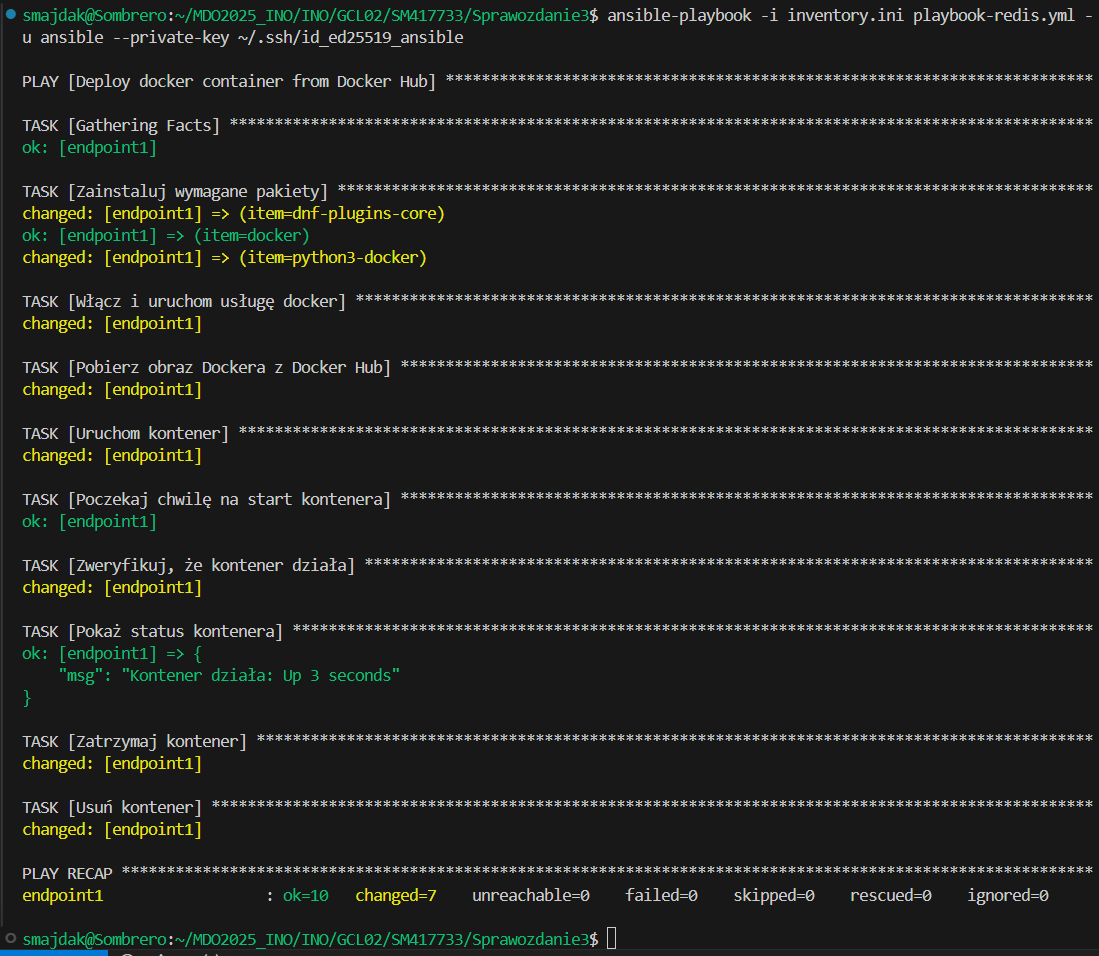 smajdak@Sombrero:~/MDO2025_INO/INO/GCL02/SM417733/Sprawozdanie3$ ansible-playbook -i inventory.ini playbook-redis.yml -
u ansible --private-key ~/.ssh/id_ed25519_ansible
PLAY [Deploy docker container from Docker Hub] ************************************************************************
TASK [Gathering Facts] ************************************************************************************************
ok: [endpoint1]
TASK [Zainstaluj wymagane pakiety] ************************************************************************************
changed: [endpoint1] => (item=dnf-plugins-core)
ok: [endpoint1] => (item=docker)
changed: [endpoint1] => (item=python3-docker)
TASK [Włącz i uruchom usługę docker] **********************************************************************************
changed: [endpoint1]
TASK [Pobierz obraz Dockera z Docker Hub] *****************************************************************************
changed: [endpoint1]
TASK [Uruchom kontener] ***********************************************************************************************
changed: [endpoint1]
TASK [Poczekaj chwilę na start kontenera] *****************************************************************************
ok: [endpoint1]
TASK [Zweryfikuj, że kontener działa] *********************************************************************************
changed: [endpoint1]
TASK [Pokaż status kontenera] *****************************************************************************************
ok: [endpoint1] => {
"msg": "Kontener działa: Up 3 seconds"
}
TASK [Zatrzymaj kontener] *********************************************************************************************
changed: [endpoint1]
TASK [Usuń kontener] **************************************************************************************************
changed: [endpoint1]
PLAY RECAP ************************************************************************************************************
endpoint1 : ok=10 changed=7 unreachable=0 failed=0 skipped=0 rescued=0 ignored=0
smajdak@Sombrero:~/MDO2025_INO/INO/GCL02/SM417733/Sprawozdanie3$